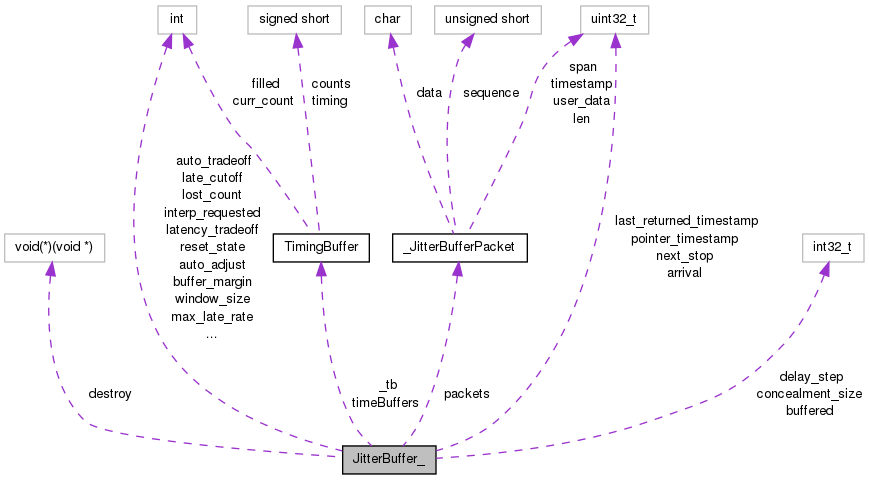 int
signed short
char
unsigned short
uint32_t
filled
curr_count
counts
timing
data
sequence
span
timestamp
user_data
len
auto_tradeoff
late_cutoff
lost_count
interp_requested
latency_tradeoff
reset_state
auto_adjust
buffer_margin
window_size
max_late_rate
...
last_returned_timestamp
pointer_timestamp
next_stop
arrival
void(*)(void *)
TimingBuffer
_JitterBufferPacket
int32_t
destroy
_tb
timeBuffers
packets
delay_step
concealment_size
buffered
JitterBuffer_